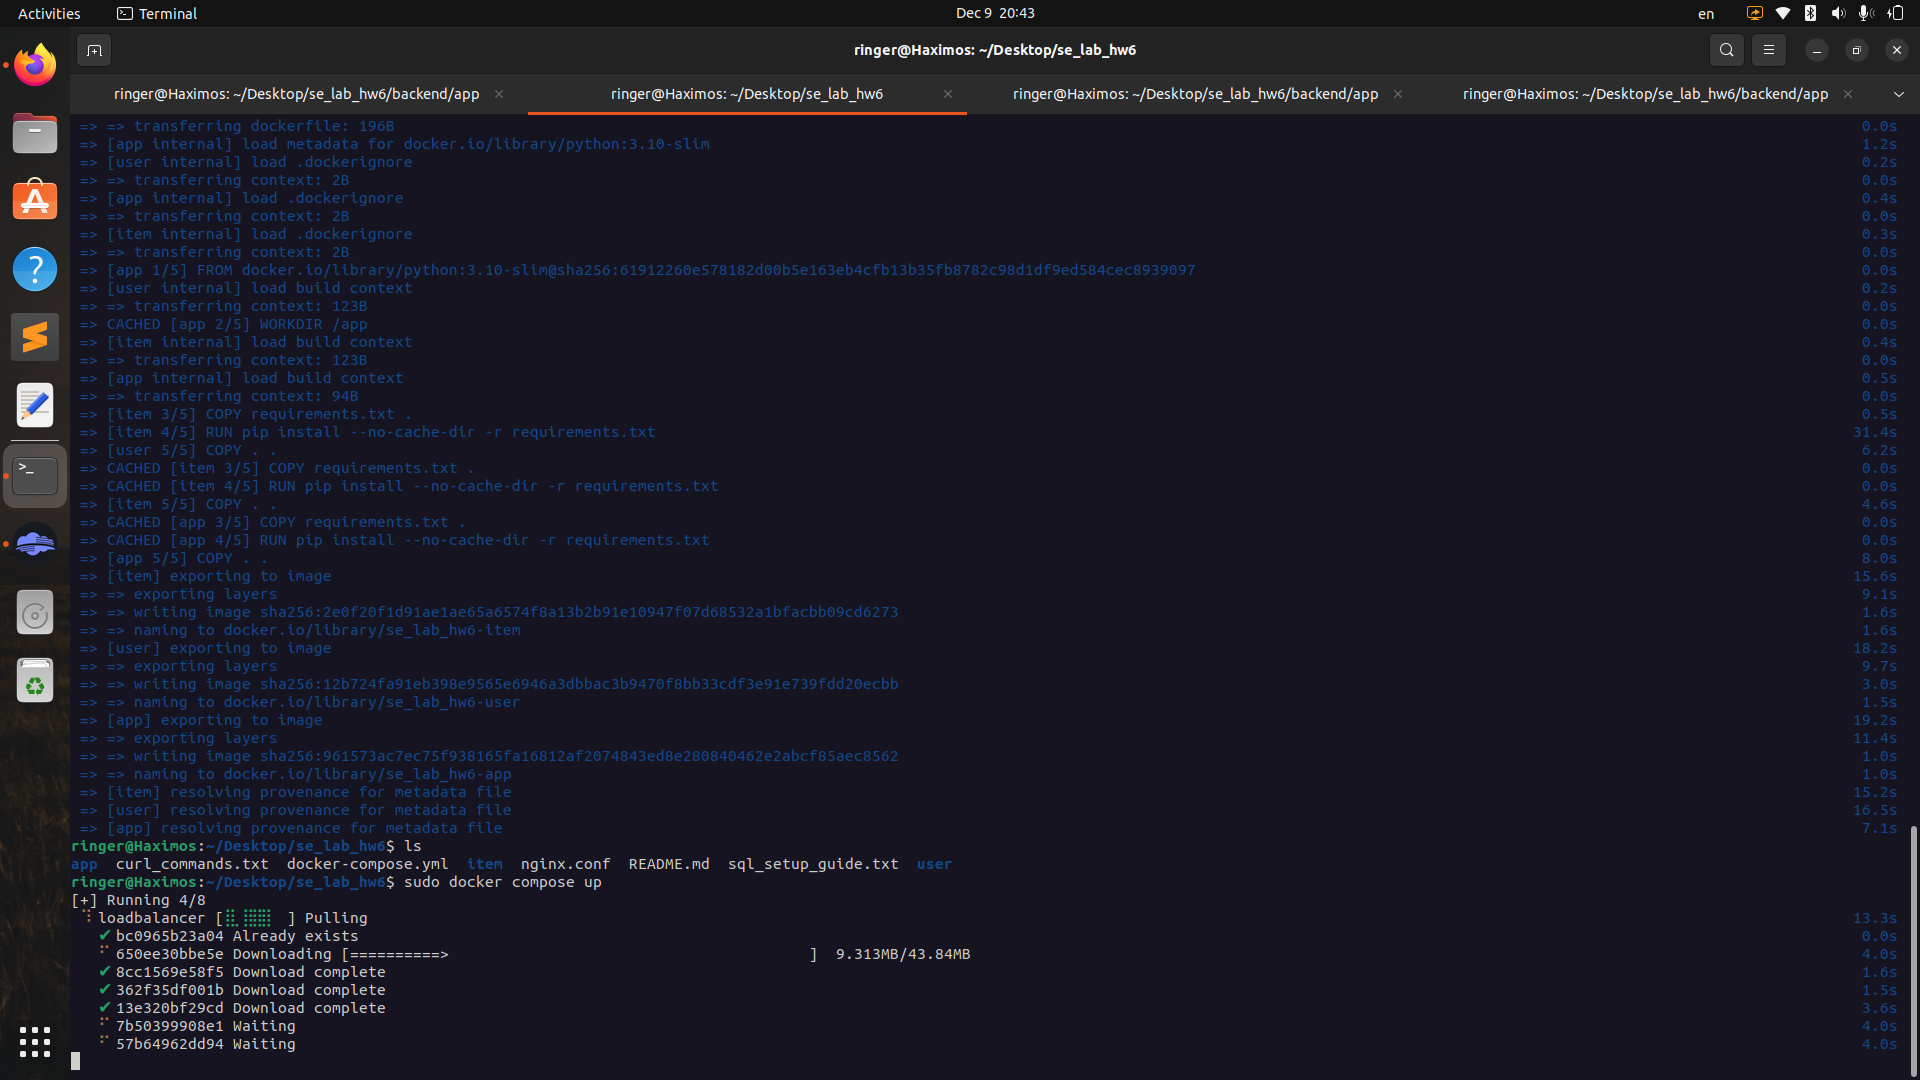 Activities
Terminal
Dec 9 20:43
en
ringer@Haximos: ~/Desktop/se_lab_hw6
ringer@Haximos: ~/Desktop/se_lab_hw6/backend/app
ringer@Haximos: ~/Desktop/se_lab_hw6
ringer@Haximos: ~/Desktop/se_lab_hw6/backend/app
ringer@Haximos: ~/Desktop/se_lab_hw6/backend/app
=> => transferring dockerfile: 196B 0.0s
=> [app internal] load metadata for docker.io/library/python:3.10-slim 1.2s
=> [user internal] load .dockerignore 0.2s
=> => transferring context: 2B 0.0s
=> [app internal] load .dockerignore 0.4s
=> => transferring context: 2B 0.0s
=> [item internal] load .dockerignore 0.3s
=> => transferring context: 2B 0.0s
=> [app 1/5] FROM docker.io/library/python:3.10-slim@sha256:61912260e578182d00b5e163eb4cfb13b35fb8782c98d1df9ed584cec8939097 0.0s
=> [user internal] load build context 0.2s
=> => transferring context: 123B 0.0s
=> CACHED [app 2/5] WORKDIR /app 0.0s
=> [item internal] load build context 0.4s
=> => transferring context: 123B 0.0s
=> [app internal] load build context 0.5s
=> => transferring context: 94B 0.0s
=> [item 3/5] COPY requirements.txt . 0.5s
=> [item 4/5] RUN pip install --no-cache-dir -r requirements.txt 31.4s
=> [user 5/5] COPY . . 6.2s
=> CACHED [item 3/5] COPY requirements.txt . 0.0s
=> CACHED [item 4/5] RUN pip install --no-cache-dir -r requirements.txt 0.0s
=> [item 5/5] COPY . . 4.6s
=> CACHED [app 3/5] COPY requirements.txt . 0.0s
=> CACHED [app 4/5] RUN pip install --no-cache-dir -r requirements.txt 0.0s
=> [app 5/5] COPY . . 8.0s
=> [item] exporting to image 15.6s
=> => exporting layers 9.1s
=> => writing image sha256:2e0f20f1d91ae1ae65a6574f8a13b2b91e10947f07d68532a1bfacbb09cd6273 1.6s
=> => naming to docker.io/library/se_lab_hw6-item 1.6s
=> [user] exporting to image 18.2s
=> => exporting layers 9.7s
=> => writing image sha256:12b724fa91eb398e9565e6946a3dbbac3b9470f8bb33cdf3e91e739fdd20ecbb 3.0s
=> => naming to docker.io/library/se_lab_hw6-user 1.5s
=> [app] exporting to image 19.2s
=> => exporting layers 11.4s
=> => writing image sha256:961573ac7ec75f938165fa16812af2074843ed8e280840462e2abcf85aec8562 1.0s
=> => naming to docker.io/library/se_lab_hw6-app 1.0s
=> [item] resolving provenance for metadata file 15.2s
=> [user] resolving provenance for metadata file 16.5s
=> [app] resolving provenance for metadata file 7.1s
ringer@Haximos:~/Desktop/se_lab_hw6$ ls
app curl_commands.txt docker-compose.yml item nginx.conf README.md sql_setup_guide.txt user
ringer@Haximos:~/Desktop/se_lab_hw6$ sudo docker compose up
[+] Running 4/8
loadbalancer [⣿ ⣿⣿⣿ ] Pulling 13.3s
✔ bc0965b23a04 Already exists 0.0s
650ee30bbe5e Downloading [==========> ] 9.313MB/43.84MB 4.0s
✔ 8cc1569e58f5 Download complete 1.6s
✔ 362f35df001b Download complete 1.5s
✔ 13e320bf29cd Download complete 3.6s
7b50399908e1 Waiting 4.0s
57b64962dd94 Waiting 4.0s